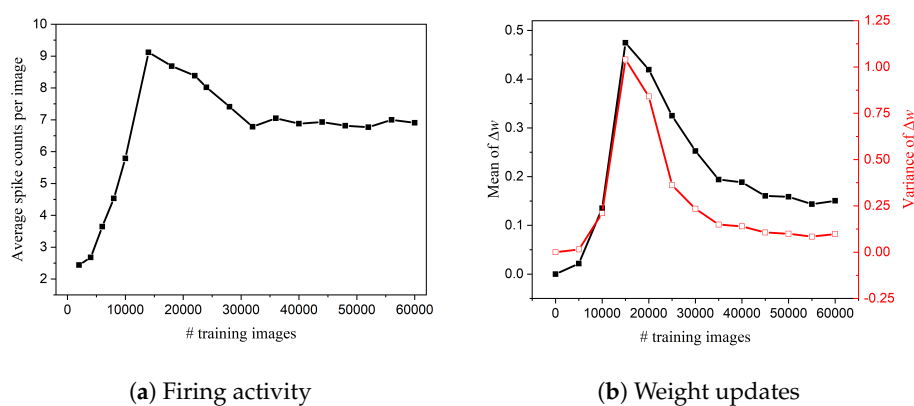 Average spike counts per image
10
9
8
7
6
5
4
3
2
0 10000 20000 30000 40000 50000 60000
# training images
(a) Firing activity
Mean of Δw
0.5
0.4
0.3
0.2
0.1
0.0
0 10000 20000 30000 40000 50000 60000
# training images
1.25
1.00
0.75
0.50
0.25
0.00
-0.25
Variance of Δw
(b) Weight updates